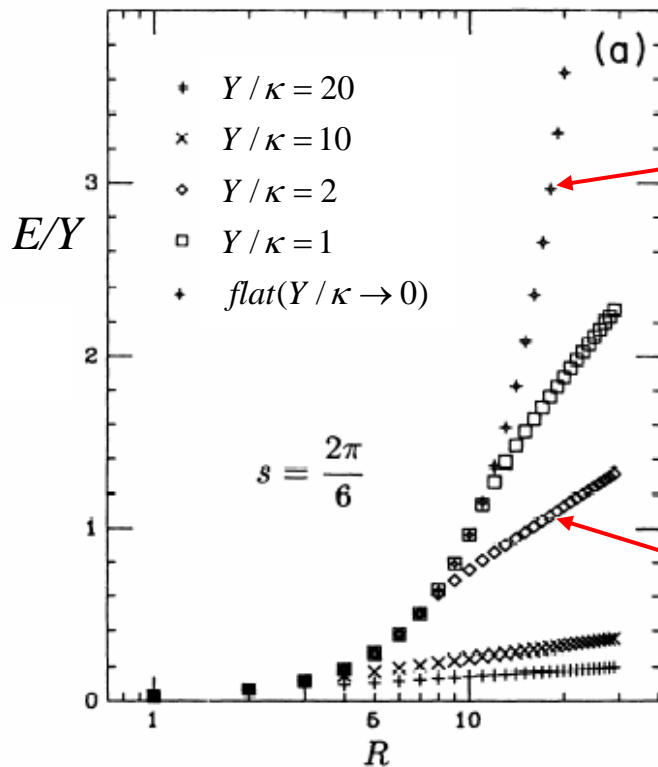 (a)
Y / κ = 20
Y / κ = 10
Y / κ = 2
Y / κ = 1
flat(Y / κ → 0)
E/Y
3
2
1
0
s = 2π/6
1 5 10
R